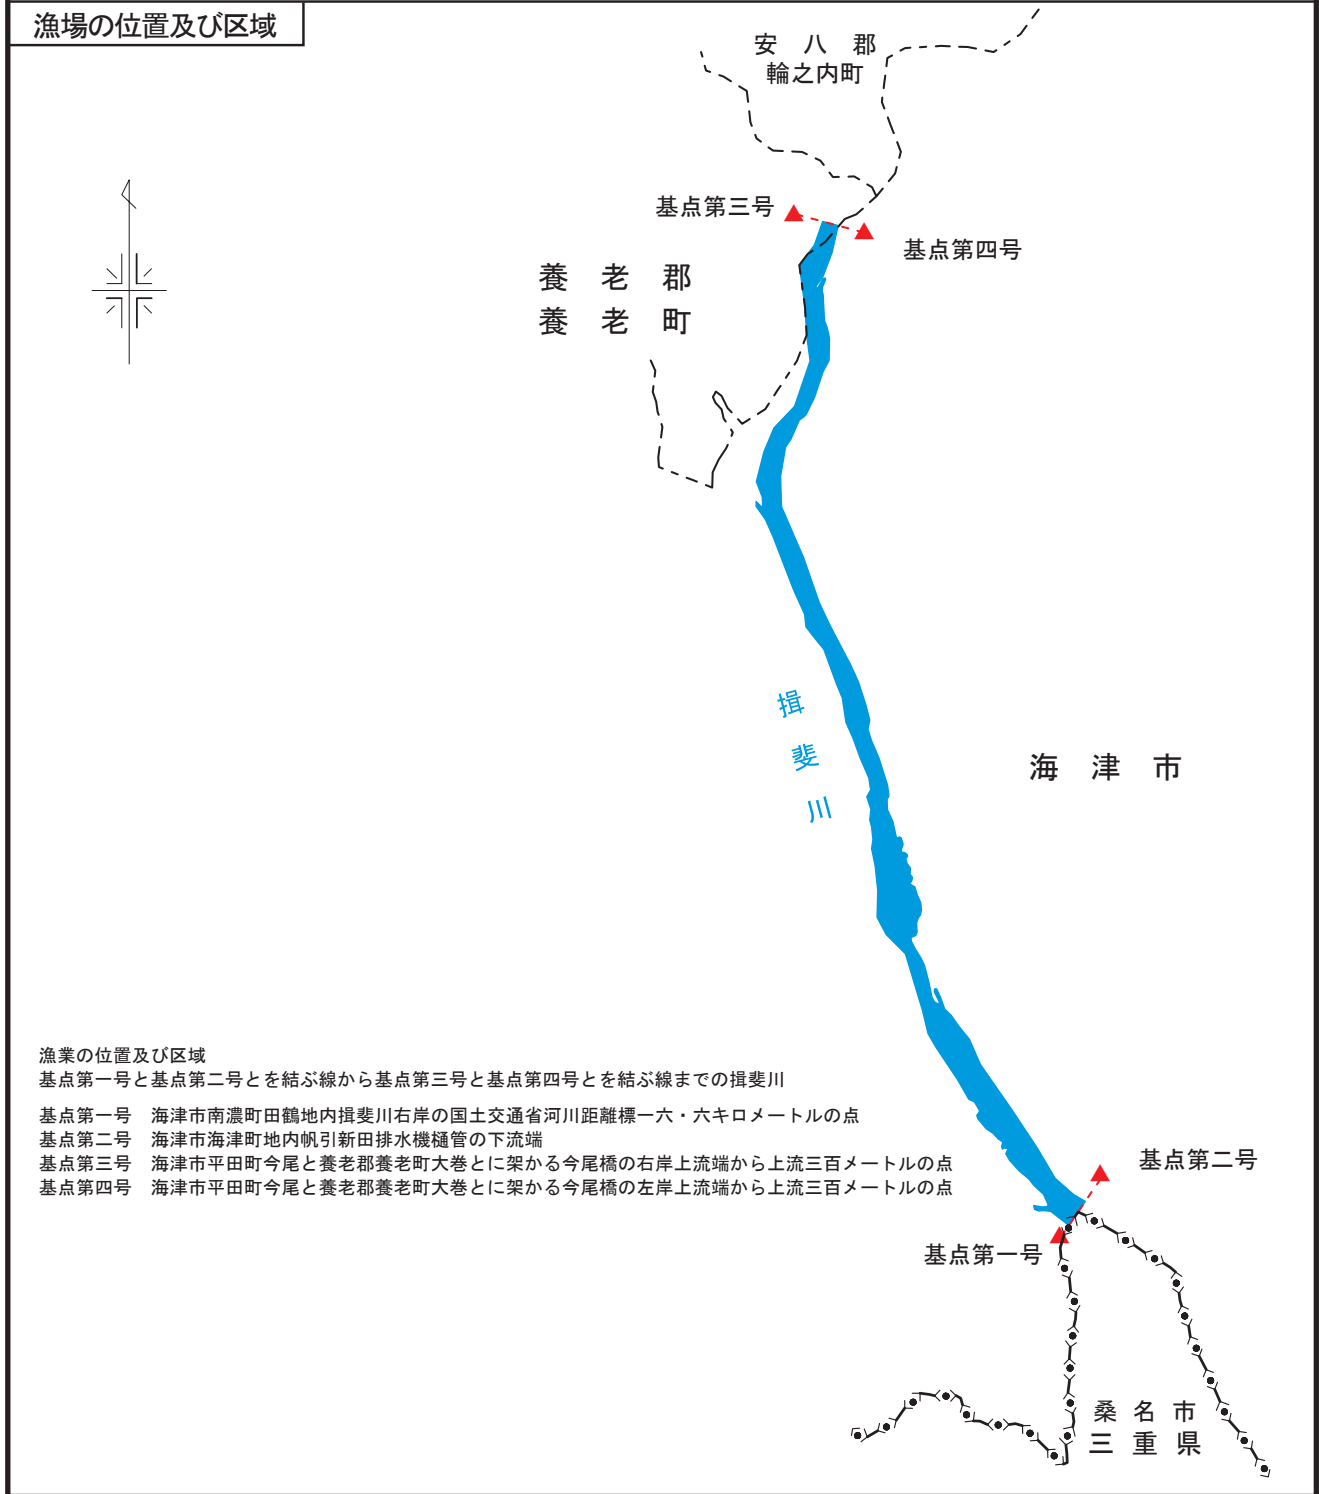 漁場の位置及び区域
安八郡
輪之内町
基点第三号
基点第四号
養老郡
養老町
揖斐川
海津市
漁業の位置及び区域
基点第一号と基点第二号とを結ぶ線から基点第三号と基点第四号とを結ぶ線までの揖斐川
基点第一号　海津市南濃町田鶴地内揖斐川右岸の国土交通省河川距離標一六・六キロメートルの点
基点第二号　海津市海津町地内帆引新田排水機樋管の下流端
基点第三号　海津市平田町今尾と養老郡養老町大巻とに架かる今尾橋の右岸上流端から上流三百メートルの点
基点第四号　海津市平田町今尾と養老郡養老町大巻とに架かる今尾橋の左岸上流端から上流三百メートルの点
基点第二号
基点第一号
桑名市
三重県